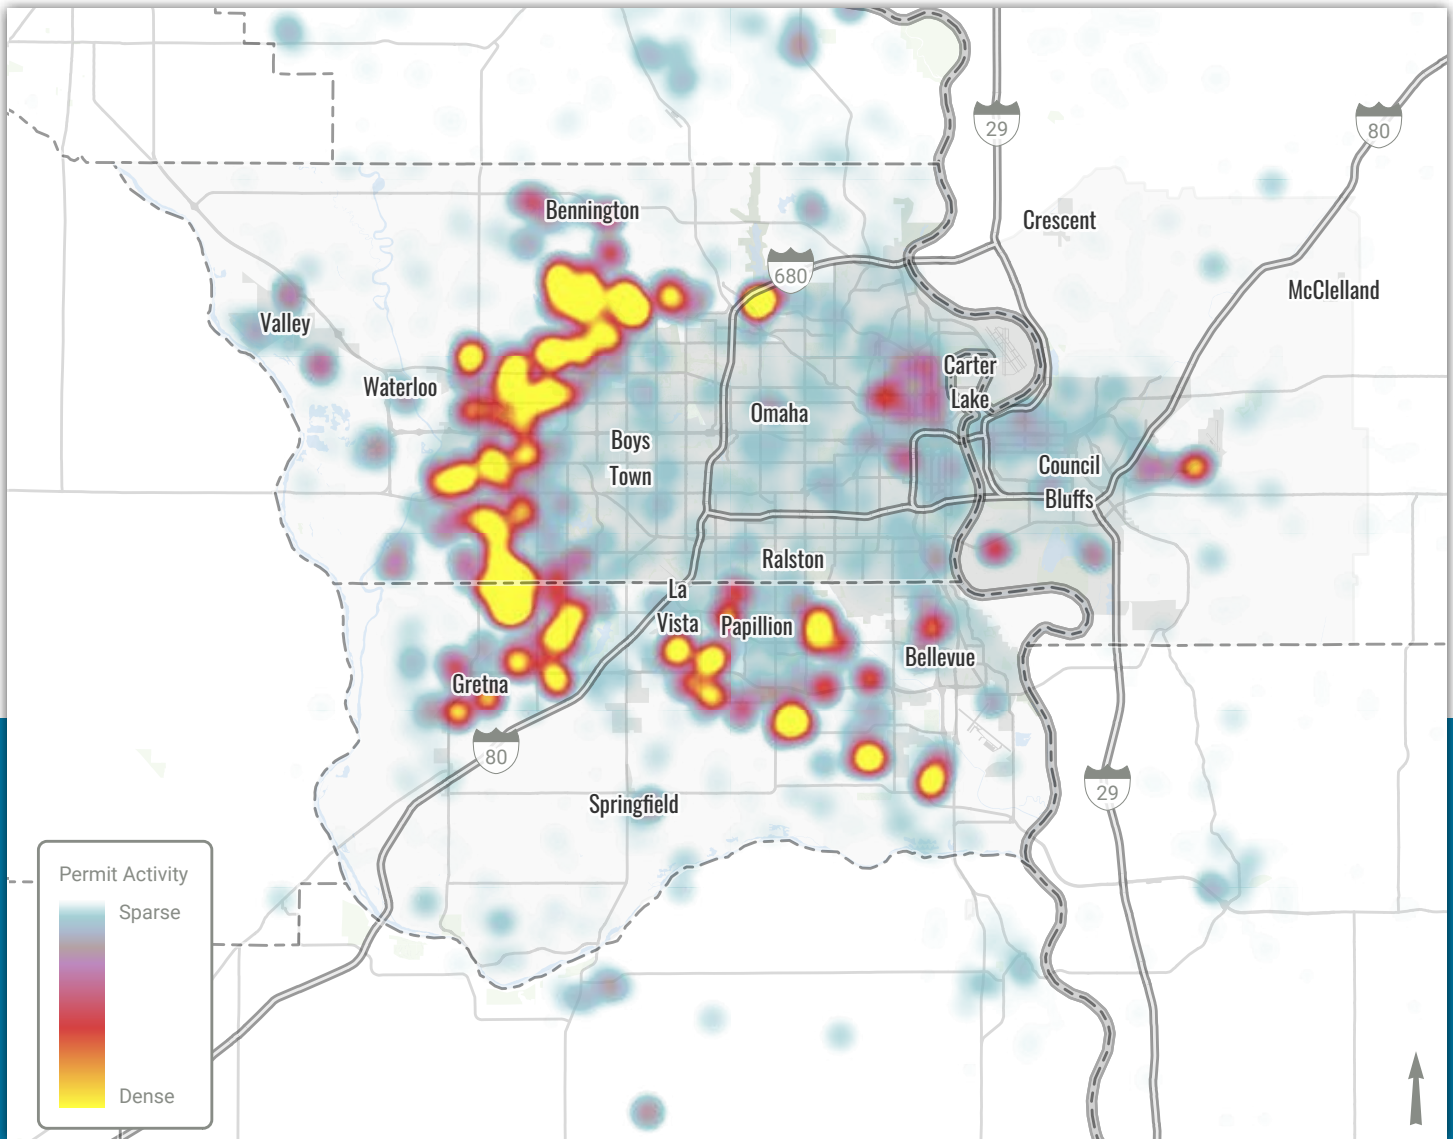 29
80
Bennington
Crescent
680
McClelland
Valley
Carter
Lake
Waterloo
Omaha
Boys
Town
Council
Bluffs
Ralston
La
Vista
Papillion
Bellevue
Gretna
80
29
Springfield
Permit Activity
Sparse
Dense